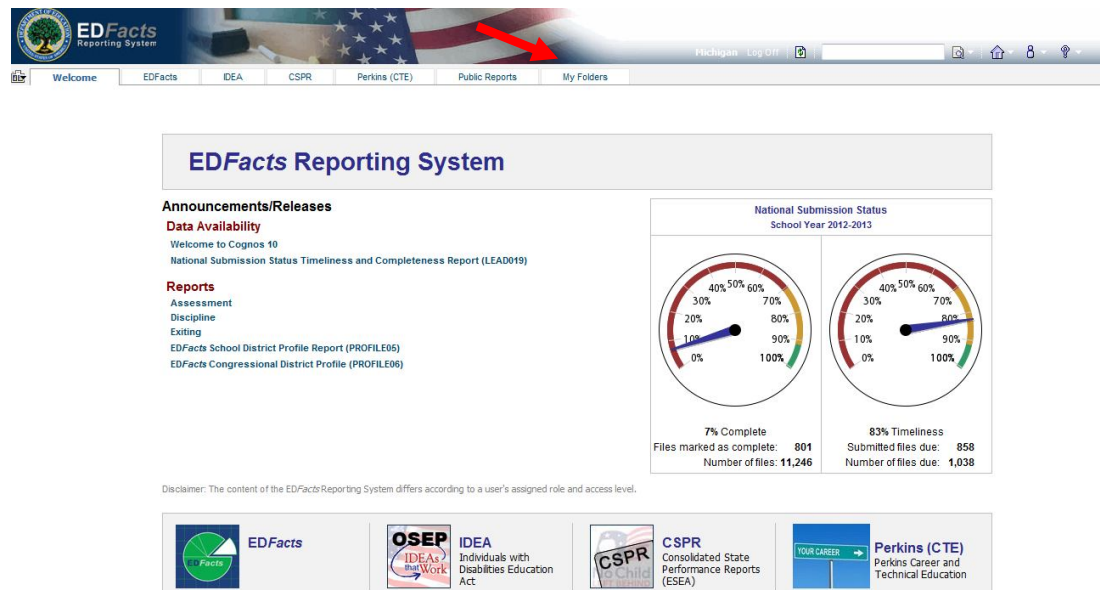 EDFacts
Reporting System
Michigan Log Off
Welcome EDFacts IDEA CSPR Perkins (CTE) Public Reports My Folders
EDFacts Reporting System
Announcements/Releases
Data Availability
Welcome to Cognos 10
National Submission Status Timeliness and Completeness Report (LEAD019)
Reports
Assessment
Discipline
Exiting
EDFacts School District Profile Report (PROFILE05)
EDFacts Congressional District Profile (PROFILE06)
National Submission Status
School Year 2012-2013
0% 10% 20% 30% 40% 50% 60% 70% 80% 90% 100%
7% Complete
Files marked as complete: 801
Number of files: 11,246
0% 10% 20% 30% 40% 50% 60% 70% 80% 90% 100%
83% Timeliness
Submitted files due: 858
Number of files due: 1,038
Disclaimer: The content of the EDFacts Reporting System differs according to a user's assigned role and access level.
EDFacts
EDFacts
OSEP
IDEAs
that Work
IDEA
Individuals with
Disabilities Education
Act
CSPR
No Child
LEFT BEHIND
CSPR
Consolidated State
Performance Reports
(ESEA)
YOUR CAREER
Perkins (CTE)
Perkins Career and
Technical Education